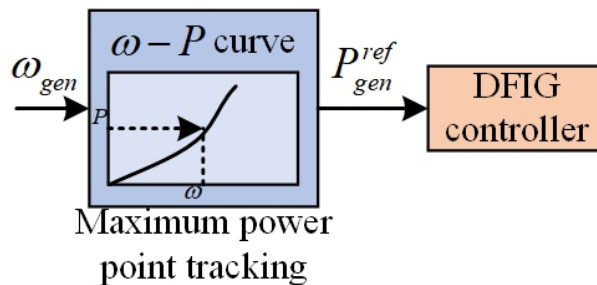 ω − P curve
ω_gen
P
ω
P_gen^ref
DFIG
controller
Maximum power
point tracking